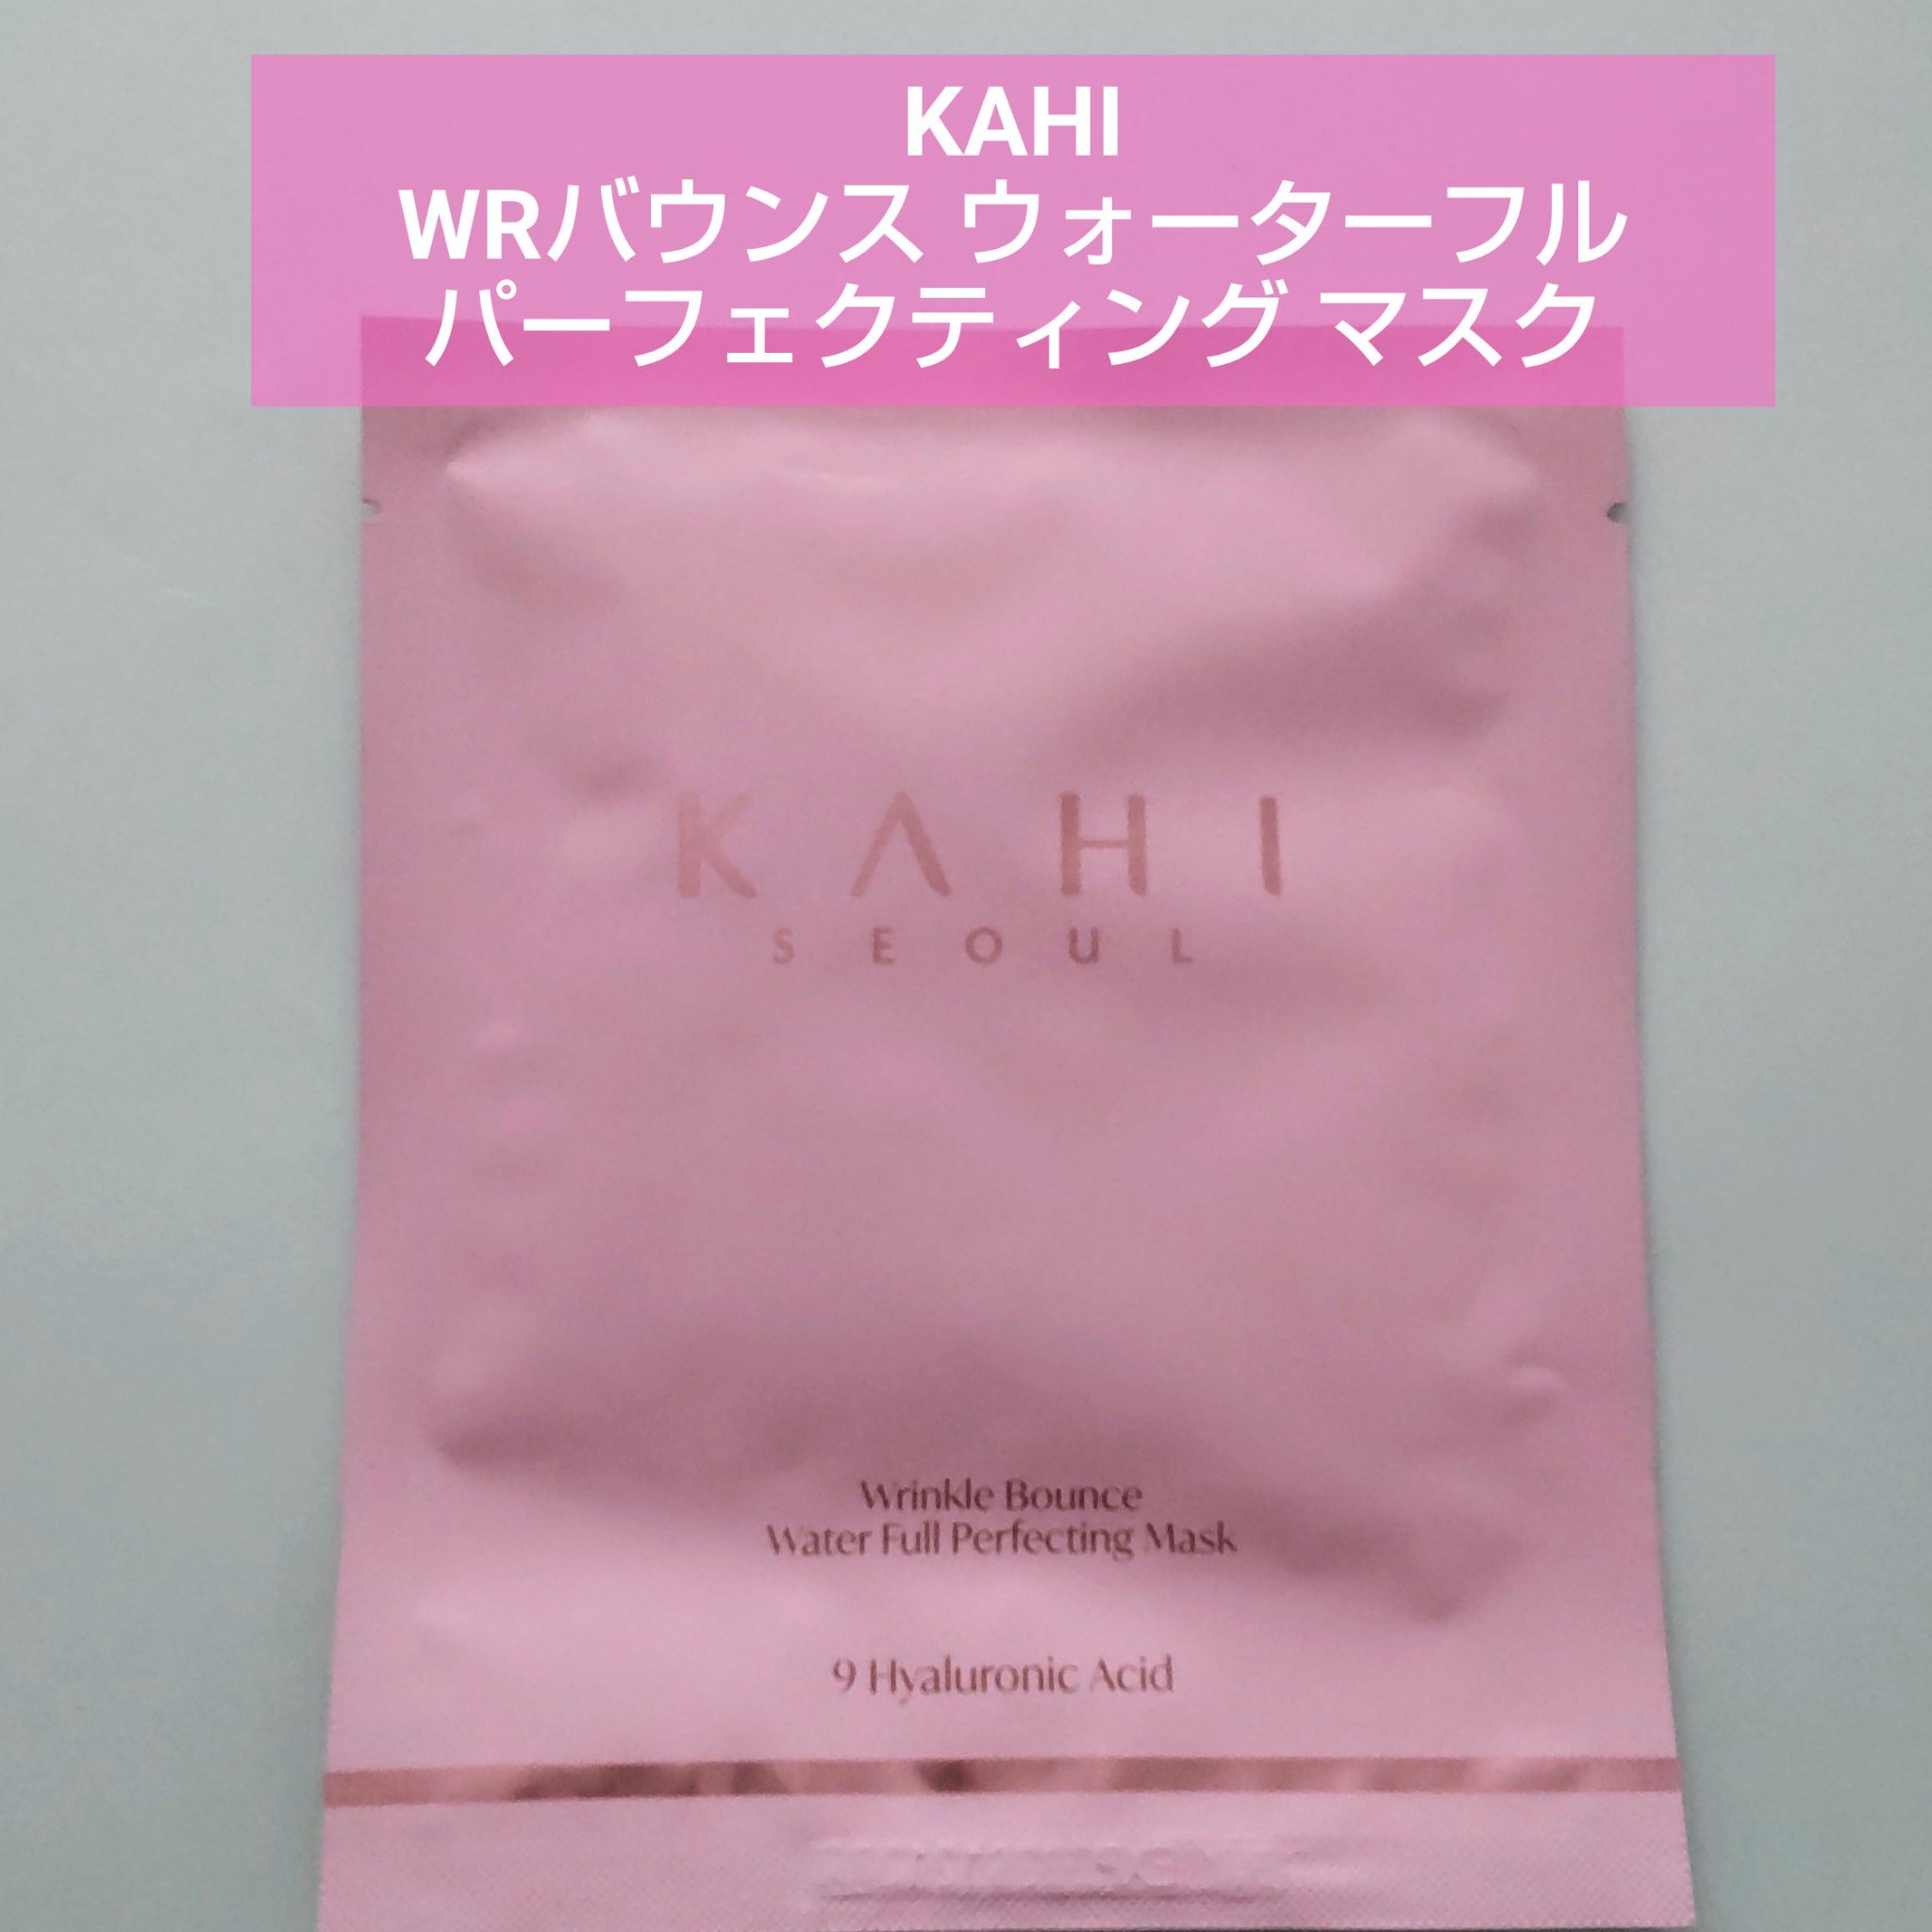 KAHI
WRバウンス ウォーターフル
パーフェクティング マスク
KAHI
SEOUL
Wrinkle Bounce
Water Full Perfecting Mask
9 Hyaluronic Acid